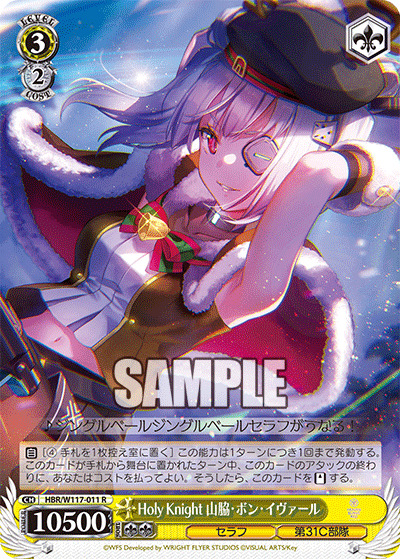 LEVEL
3
2
COST
SAMPLE
♪ジングルベールジングルベールセラフがうなる♪
【④ 手札を1枚控え室に置く】 この能力は1ターンにつき1回まで発動する。
このカードが手札から舞台に置かれたターン中、このカードのアタックの終わ
りに、あなたはコストを払ってよい。そうしたら、このカードを【】する。
HBR/W117-011 R
Holy Knight 山脇・ボン・イヴァール
10500
セラフ
第31C部隊
©WFS Developed by WRIGHT FLYER STUDIOS ©VISUAL ARTS/Key